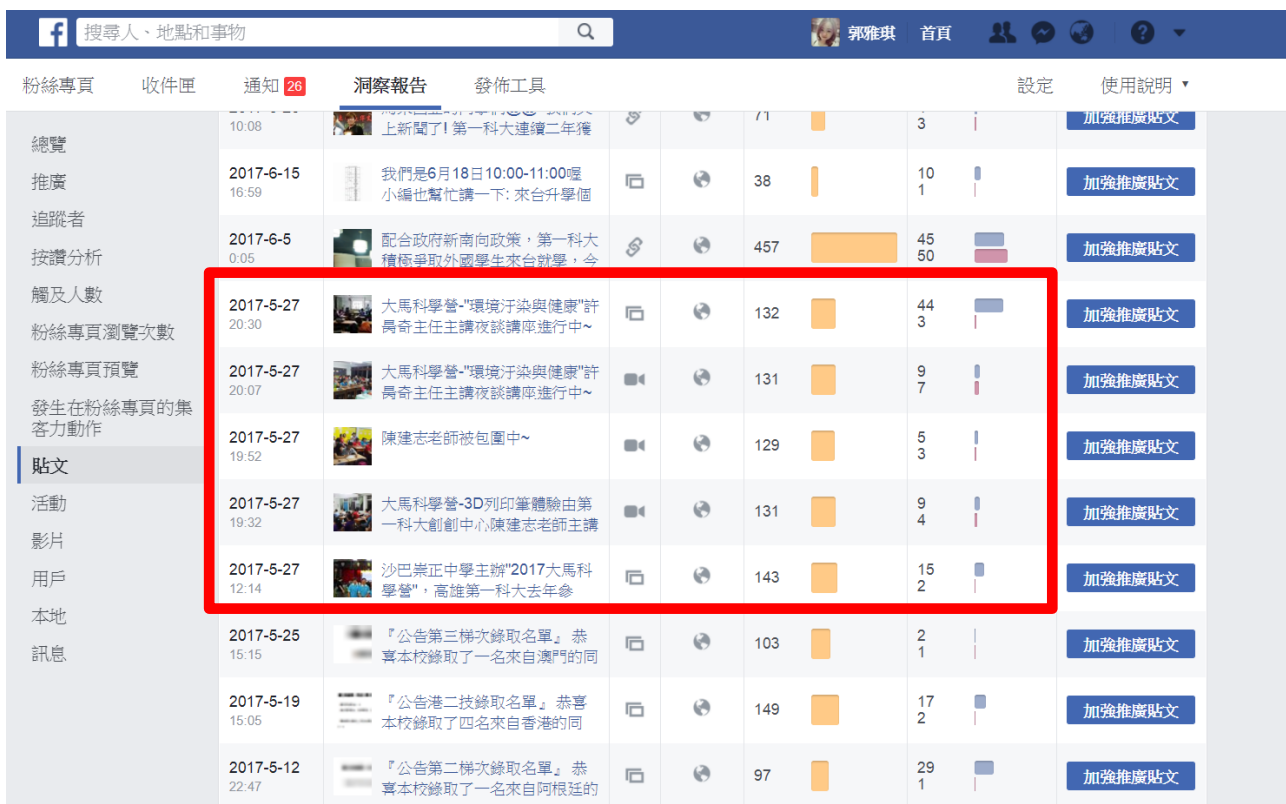 f 搜尋人、地點和事物
郭雅琪 首頁
粉絲專頁 收件匣 通知 26 洞察報告 發佈工具 設定 使用說明
總覽
推廣
追蹤者
按讚分析
觸及人數
粉絲專頁瀏覽次數
粉絲專頁預覽
發生在粉絲專頁的集
客力動作
貼文
活動
影片
用戶
本地
訊息
10:08 上新聞了! 第一科大連續二年獲 71 3 加強推廣貼文
2017-6-15 我們是6月18日10:00-11:00喔 38 10 加強推廣貼文
16:59 小編也幫忙講一下: 來台升學個 1
2017-6-5 配合政府新南向政策，第一科大 457 45 加強推廣貼文
0:05 積極爭取外國學生來台就學，今 50
2017-5-27 大馬科學營-"環境汙染與健康"許 132 44 加強推廣貼文
20:30 昺奇主任主講夜談講座進行中~ 3
2017-5-27 大馬科學營-"環境汙染與健康"許 131 9 加強推廣貼文
20:07 昺奇主任主講夜談講座進行中~ 7
2017-5-27 陳建志老師被包圍中~ 129 5 加強推廣貼文
19:52 3
2017-5-27 大馬科學營-3D列印筆體驗由第 131 9 加強推廣貼文
19:32 一科大創創中心陳建志老師主講 4
2017-5-27 沙巴崇正中學主辦"2017大馬科 143 15 加強推廣貼文
12:14 學營"，高雄第一科大去年參 2
2017-5-25 『公告第三梯次錄取名單』 恭 103 2 加強推廣貼文
15:15 喜本校錄取了一名來自澳門的同 1
2017-5-19 『公告港二技錄取名單』 恭喜 149 17 加強推廣貼文
15:05 本校錄取了四名來自香港的同 2
2017-5-12 『公告第二梯次錄取名單』 恭 97 29 加強推廣貼文
22:47 喜本校錄取了一名來自阿根廷的 1